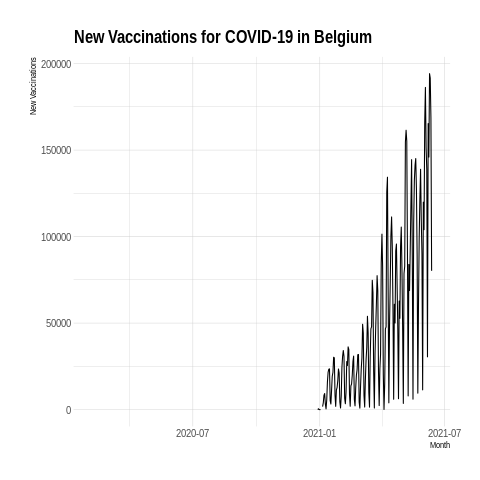 New Vaccinations for COVID-19 in Belgium
New Vaccinations
200000
150000
100000
50000
0
2020-07
2021-01
2021-07
Month